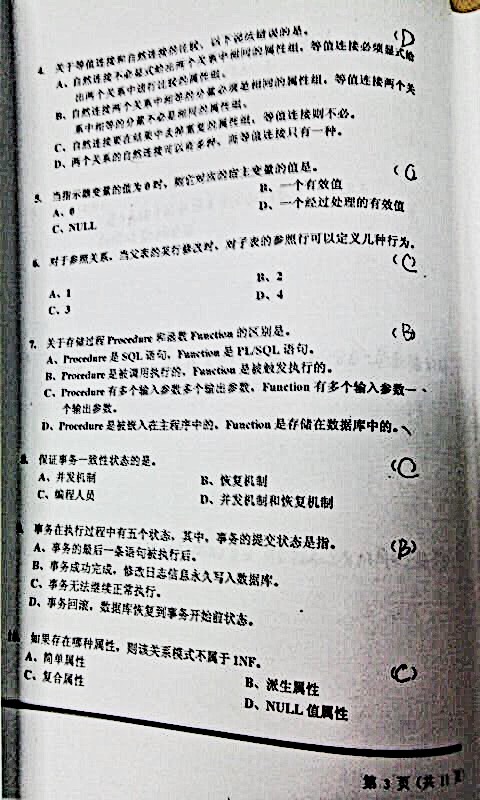 4. 关于等值连接和自然连接的比较，以下说法错误的是。 (D)
A、自然连接不必显式给出两个关系中相同的属性组，等值连接必须显式给
出两个关系中进行比较的属性组。
B、自然连接两个关系中相等的分量必须是相同的属性组，等值连接两个关
系中相等的分量不必是相同的属性组。
C、自然连接要在结果中去掉重复的属性组，等值连接则不必。
D、两个关系的自然连接可以有多种，而等值连接只有一种。
5. 当指示器变量的值为 0 时，则它对应的宿主变量的值是。
A、0 B、一个有效值
C、NULL D、一个经过处理的有效值
6. 对于参照关系，当父表的某行修改时，对子表的参照行可以定义几种行为。 (C)
A、1 B、2
C、3 D、4
7. 关于存储过程 Procedure 和函数 Function 的区别是。 (B)
A、Procedure 是 SQL 语句，Function 是 PL/SQL 语句。
B、Procedure 是被调用执行的，Function 是被触发执行的。
C、Procedure 有多个输入参数多个输出参数，Function 有多个输入参数一
个输出参数。
D、Procedure 是被嵌入在主程序中的，Function 是存储在数据库中的。
8. 保证事务一致性状态的是。 (C)
A、并发机制 B、恢复机制
C、编程人员 D、并发机制和恢复机制
事务在执行过程中有五个状态，其中，事务的提交状态是指。 (B)
A、事务的最后一条语句被执行后。
B、事务成功完成，修改日志信息永久写入数据库。
C、事务无法继续正常执行。
D、事务回滚，数据库恢复到事务开始前状态。
10. 如果存在哪种属性，则该关系模式不属于 1NF。 (C)
A、简单属性 B、派生属性
C、复合属性 D、NULL 值属性
第 3 页 (共 11 页